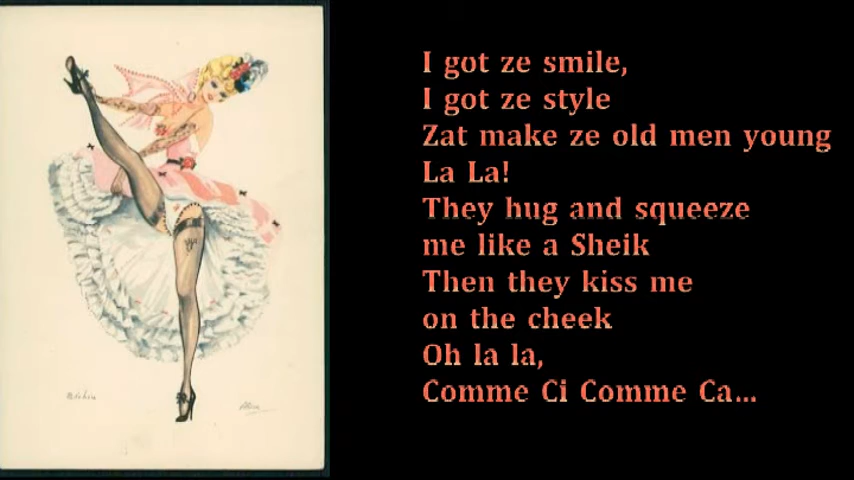 I got ze smile,
I got ze style
Zat make ze old men young
La La!
They hug and squeeze
me like a Sheik
Then they kiss me
on the cheek
Oh la la,
Comme Ci Comme Ca...